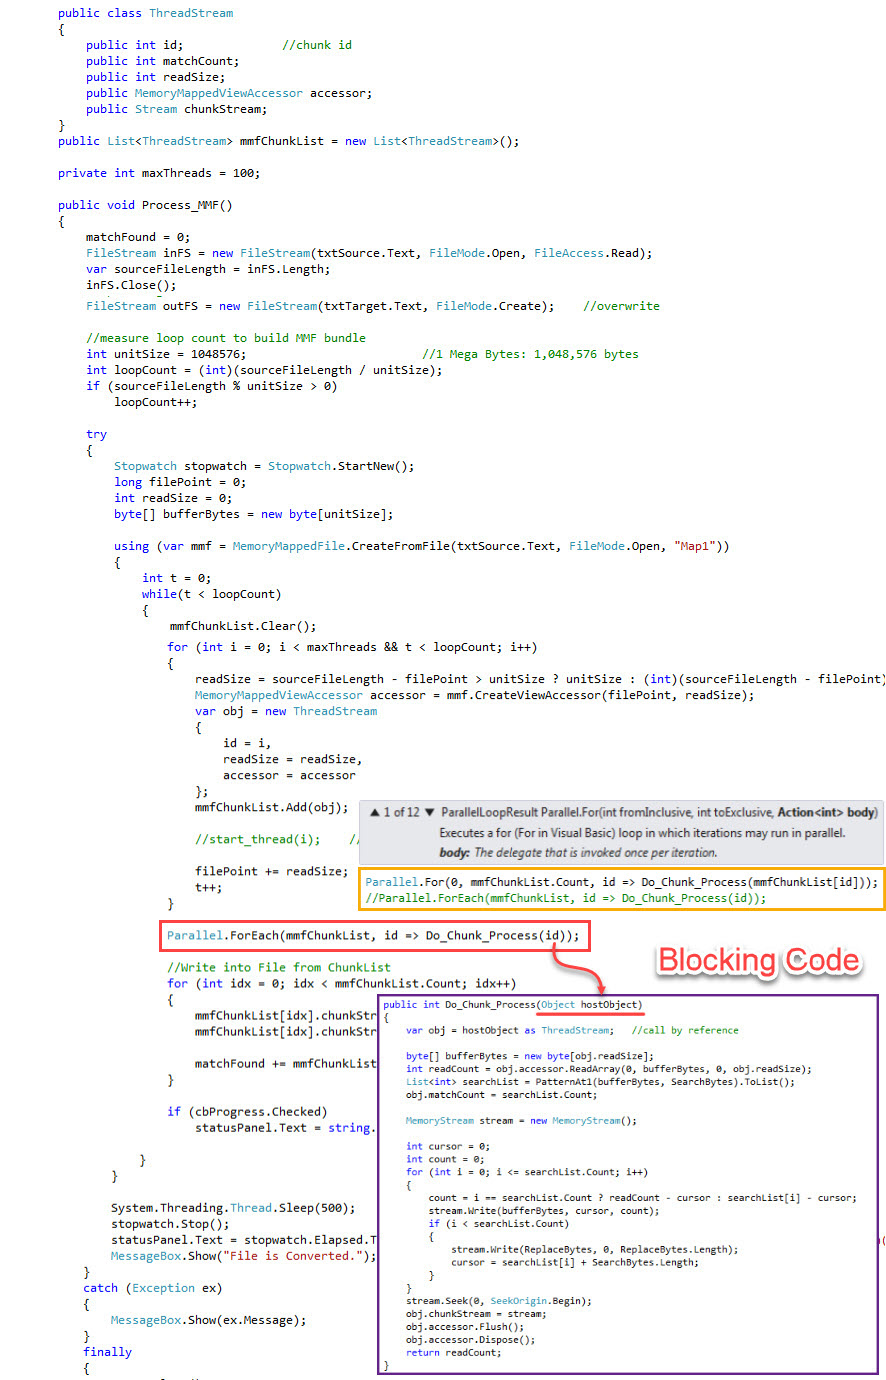 public class ThreadStream
{
public int id;    //chunk id
public int matchCount;
public int readSize;
public MemoryMappedViewAccessor accessor;
public Stream chunkStream;
}
public List<ThreadStream> mmfChunkList = new List<ThreadStream>();
private int maxThreads = 100;
public void Process_MMF()
{
matchFound = 0;
FileStream inFS = new FileStream(txtSource.Text, FileMode.Open, FileAccess.Read);
var sourceFileLength = inFS.Length;
inFS.Close();
FileStream outFS = new FileStream(txtTarget.Text, FileMode.Create);    //overwrite
//measure loop count to build MMF bundle
int unitSize = 1048576;    //1 Mega Bytes: 1,048,576 bytes
int loopCount = (int)(sourceFileLength / unitSize);
if (sourceFileLength % unitSize > 0)
loopCount++;
try
{
Stopwatch stopwatch = Stopwatch.StartNew();
long filePoint = 0;
int readSize = 0;
byte[] bufferBytes = new byte[unitSize];
using (var mmf = MemoryMappedFile.CreateFromFile(txtSource.Text, FileMode.Open, "Map1"))
{
int t = 0;
while(t < loopCount)
{
mmfChunkList.Clear();
for (int i = 0; i < maxThreads && t < loopCount; i++)
{
readSize = sourceFileLength - filePoint > unitSize ? unitSize : (int)(sourceFileLength - filePoint)
MemoryMappedViewAccessor accessor = mmf.CreateViewAccessor(filePoint, readSize);
var obj = new ThreadStream
{
id = i,
readSize = readSize,
accessor = accessor
};
mmfChunkList.Add(obj);
//start_thread(i);    //
filePoint += readSize;
t++;
}
▲ 1 of 12 ▼ ParallelLoopResult Parallel.For(int fromInclusive, int toExclusive, Action<int> body)
Executes a for (For in Visual Basic) loop in which iterations may run in parallel.
body: The delegate that is invoked once per iteration.
Parallel.For(0, mmfChunkList.Count, id => Do_Chunk_Process(mmfChunkList[id]));
//Parallel.ForEach(mmfChunkList, id => Do_Chunk_Process(id));
Parallel.ForEach(mmfChunkList, id => Do_Chunk_Process(id));
Blocking Code
//Write into File from ChunkList
for (int idx = 0; idx < mmfChunkList.Count; idx++)
{
mmfChunkList[idx].chunkStr
mmfChunkList[idx].chunkStr
matchFound += mmfChunkList
}
if (cbProgress.Checked)
statusPanel.Text = string.
}
}
System.Threading.Thread.Sleep(500);
stopwatch.Stop();
statusPanel.Text = stopwatch.Elapsed.T
MessageBox.Show("File is Converted.");
}
catch (Exception ex)
{
MessageBox.Show(ex.Message);
}
finally
{
public int Do_Chunk_Process(Object hostObject)
{
var obj = hostObject as ThreadStream;    //call by reference
byte[] bufferBytes = new byte[obj.readSize];
int readCount = obj.accessor.ReadArray(0, bufferBytes, 0, obj.readSize);
List<int> searchList = PatternAt1(bufferBytes, SearchBytes).ToList();
obj.matchCount = searchList.Count;
MemoryStream stream = new MemoryStream();
int cursor = 0;
int count = 0;
for (int i = 0; i <= searchList.Count; i++)
{
count = i == searchList.Count ? readCount - cursor : searchList[i] - cursor;
stream.Write(bufferBytes, cursor, count);
if (i < searchList.Count)
{
stream.Write(ReplaceBytes, 0, ReplaceBytes.Length);
cursor = searchList[i] + SearchBytes.Length;
}
}
stream.Seek(0, SeekOrigin.Begin);
obj.chunkStream = stream;
obj.accessor.Flush();
obj.accessor.Dispose();
return readCount;
}